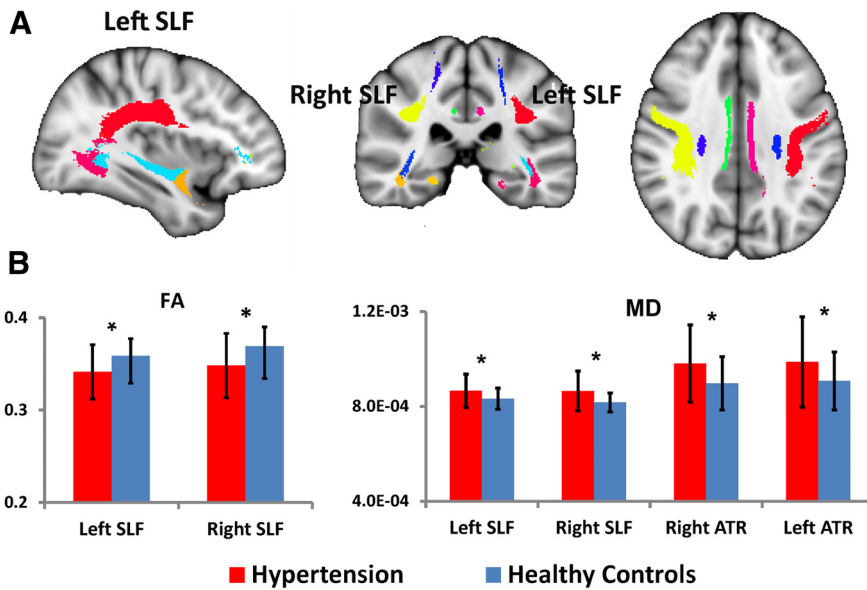 A
Left SLF
Right SLF
Left SLF
B
FA
0.4
0.3
0.2
*
*
Left SLF
Right SLF
MD
1.2E-03
8.0E-04
4.0E-04
*
*
*
*
Left SLF
Right SLF
Right ATR
Left ATR
Hypertension
Healthy Controls